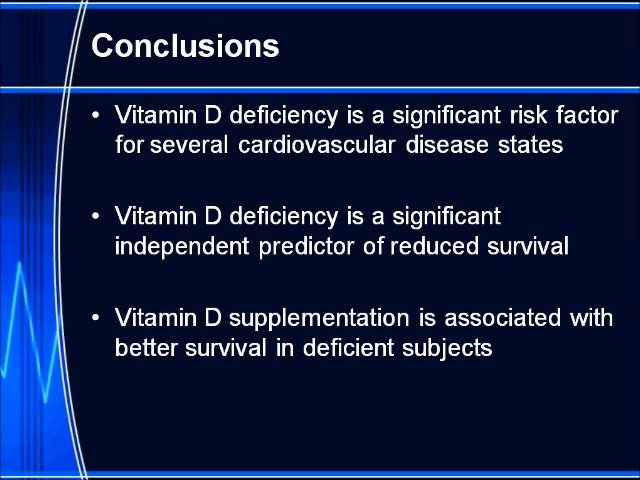 Conclusions
• Vitamin D deficiency is a significant risk factor
for several cardiovascular disease states
• Vitamin D deficiency is a significant
independent predictor of reduced survival
• Vitamin D supplementation is associated with
better survival in deficient subjects